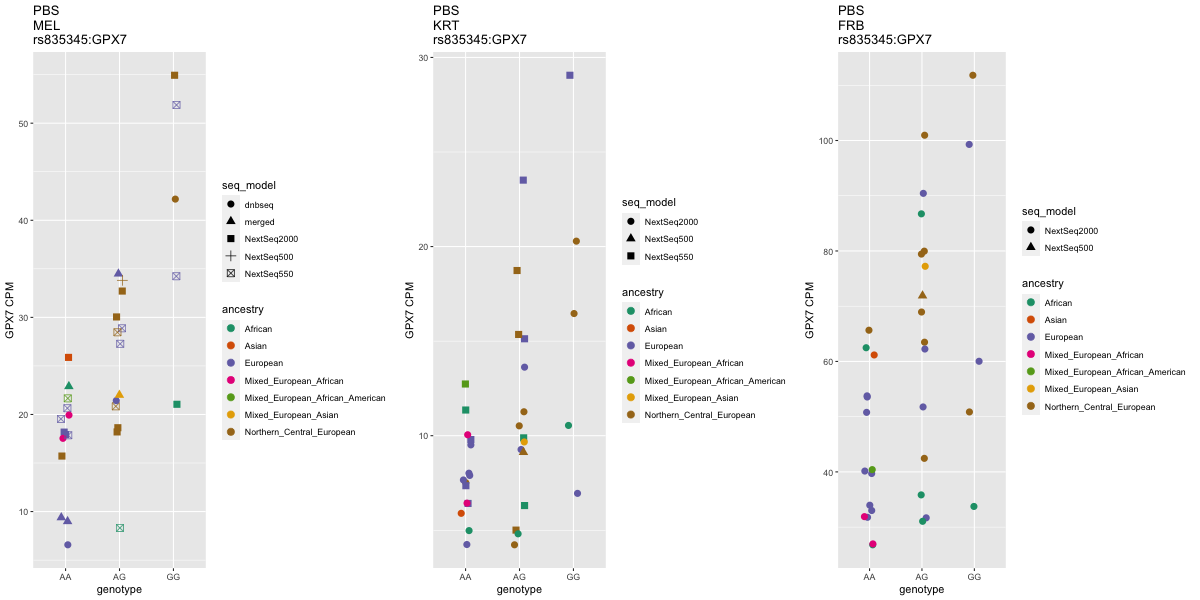 PBS
MEL
rs835345:GPX7
50
40
30
20
10
GPX7 CPM
AA
AG
GG
genotype
seq_model
dnbseq
merged
NextSeq2000
NextSeq500
NextSeq550
ancestry
African
Asian
European
Mixed_European_African
Mixed_European_African_American
Mixed_European_Asian
Northern_Central_European
PBS
KRT
rs835345:GPX7
30
20
10
GPX7 CPM
AA
AG
GG
genotype
seq_model
NextSeq2000
NextSeq500
NextSeq550
ancestry
African
Asian
European
Mixed_European_African
Mixed_European_African_American
Mixed_European_Asian
Northern_Central_European
PBS
FRB
rs835345:GPX7
100
80
60
40
GPX7 CPM
AA
AG
GG
genotype
seq_model
NextSeq2000
NextSeq500
ancestry
African
Asian
European
Mixed_European_African
Mixed_European_African_American
Mixed_European_Asian
Northern_Central_European